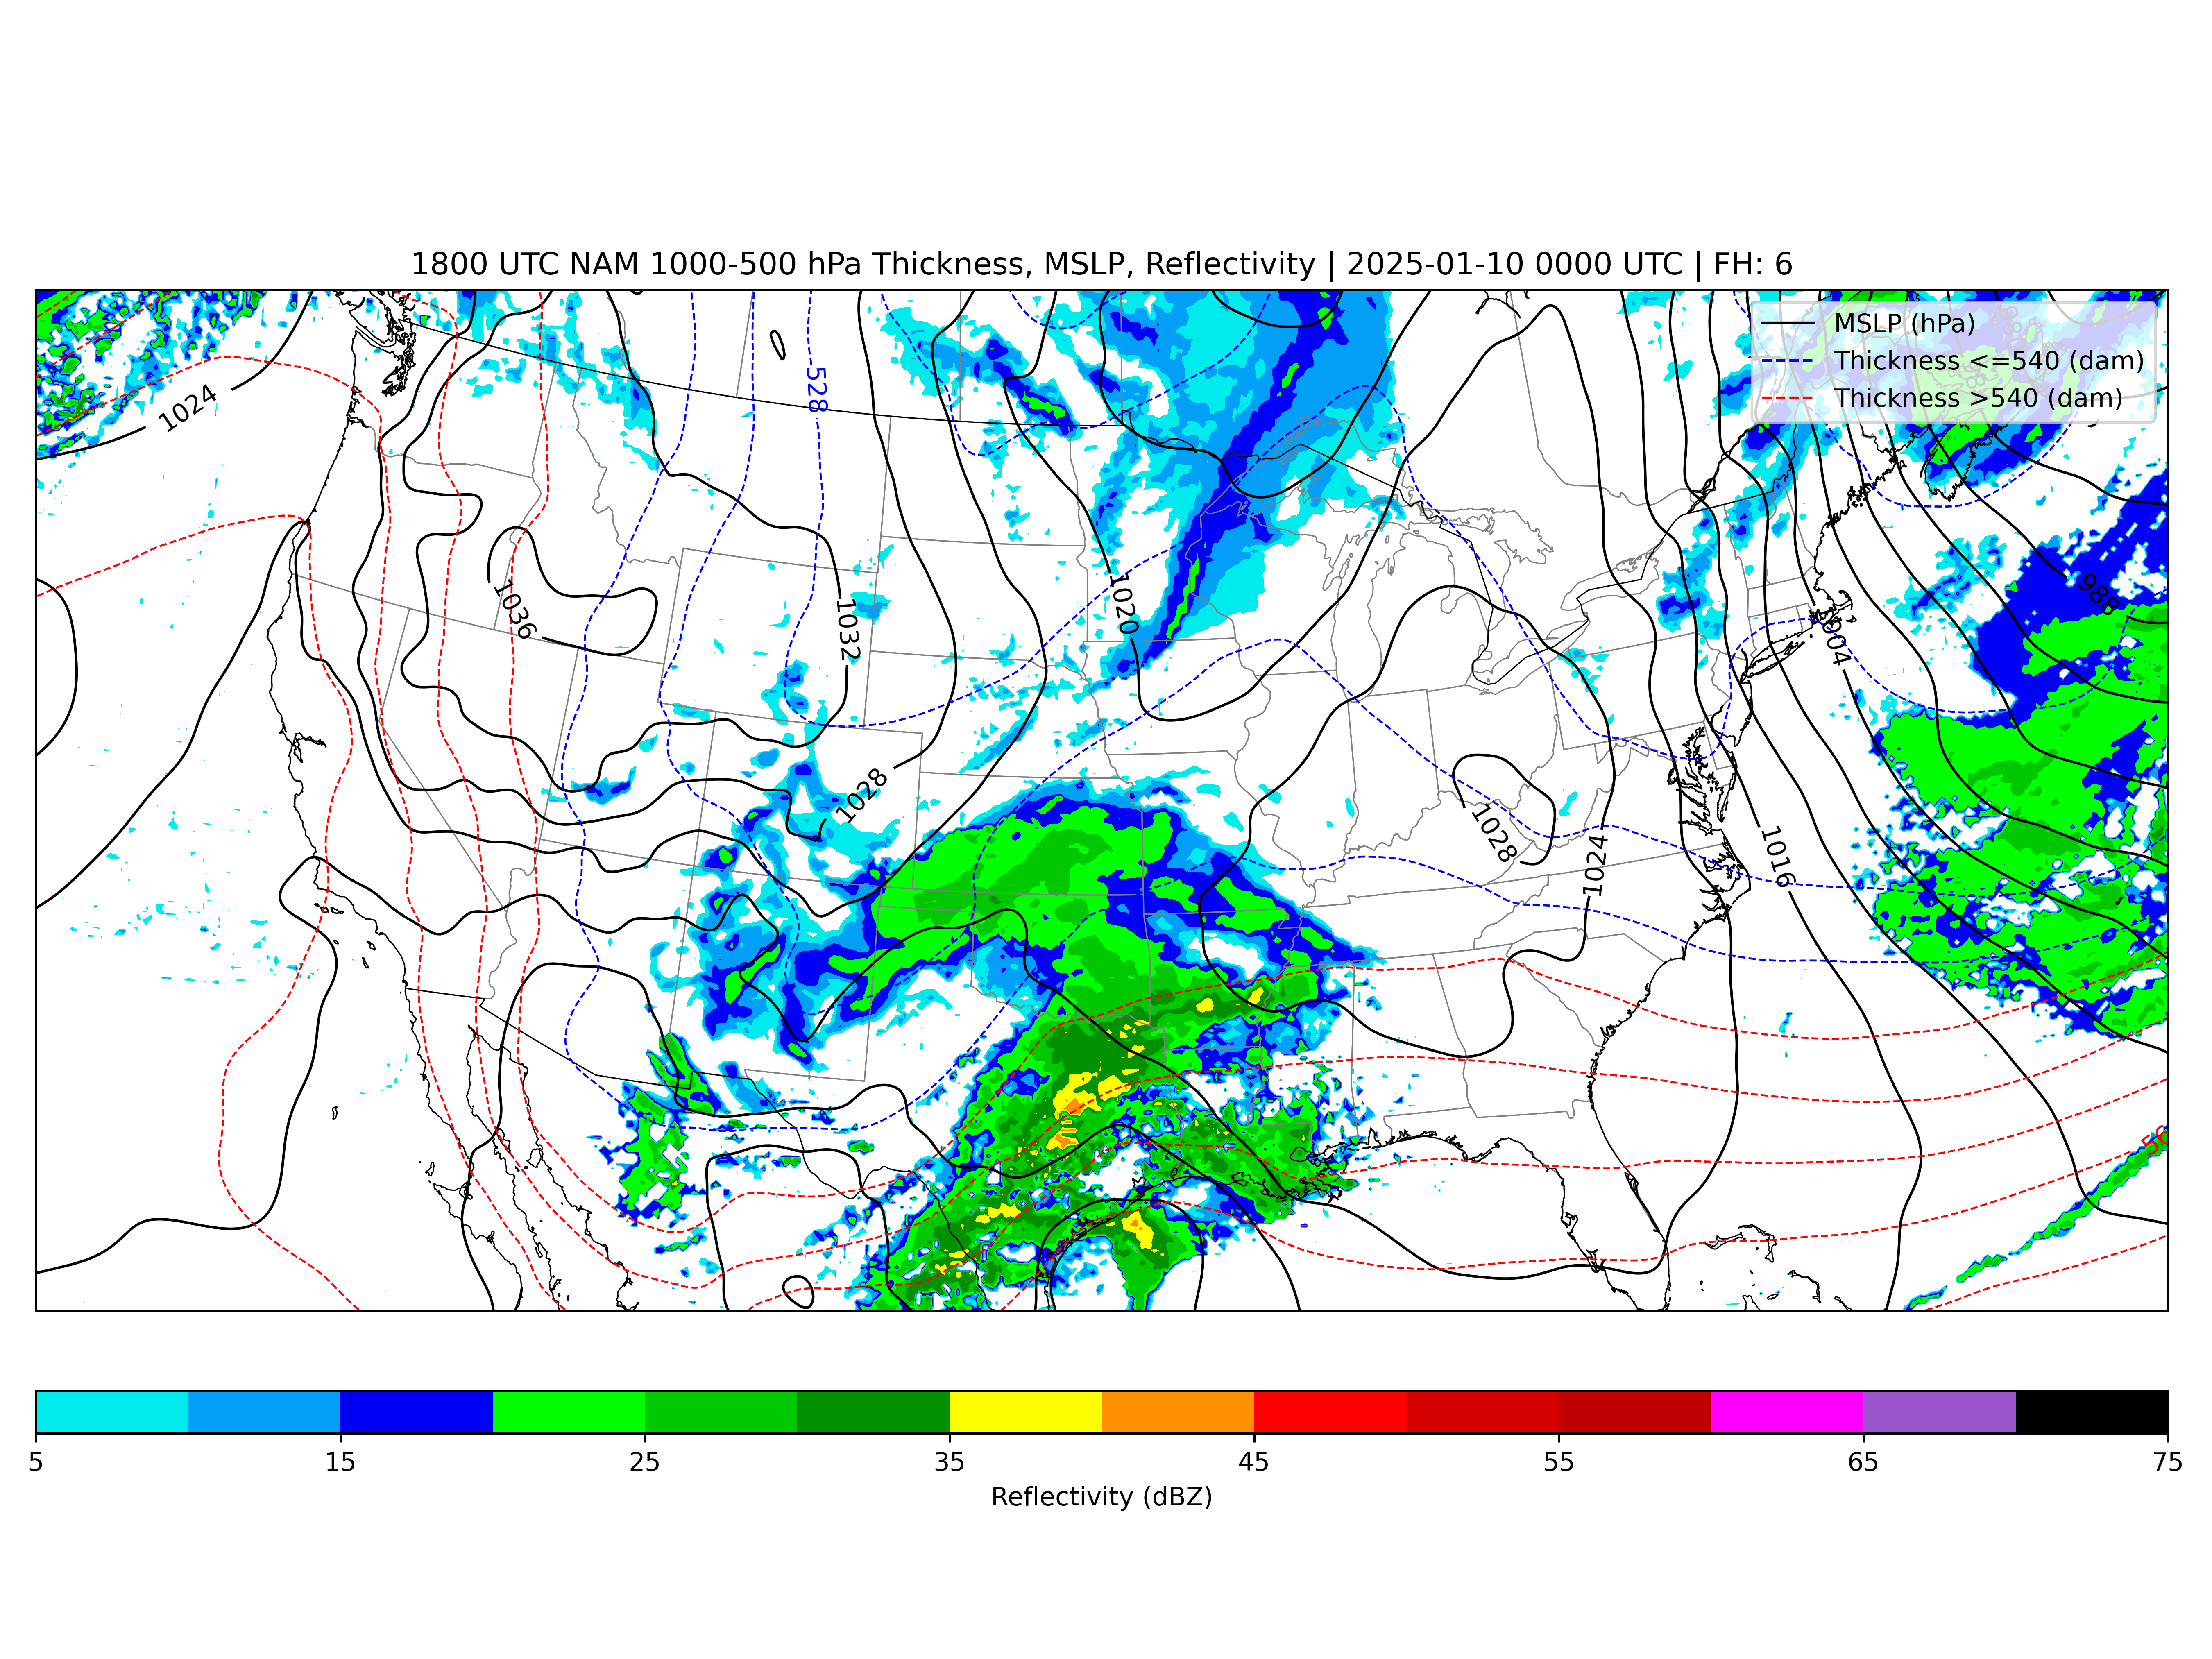 1800 UTC NAM 1000-500 hPa Thickness, MSLP, Reflectivity | 2025-01-10 0000 UTC | FH: 6
MSLP (hPa)
Thickness <=540 (dam)
Thickness >540 (dam)
1024
528
988
1036
1032
1020
1004
1028
1028
1024
1016
5 15 25 35 45 55 65 75
Reflectivity (dBZ)